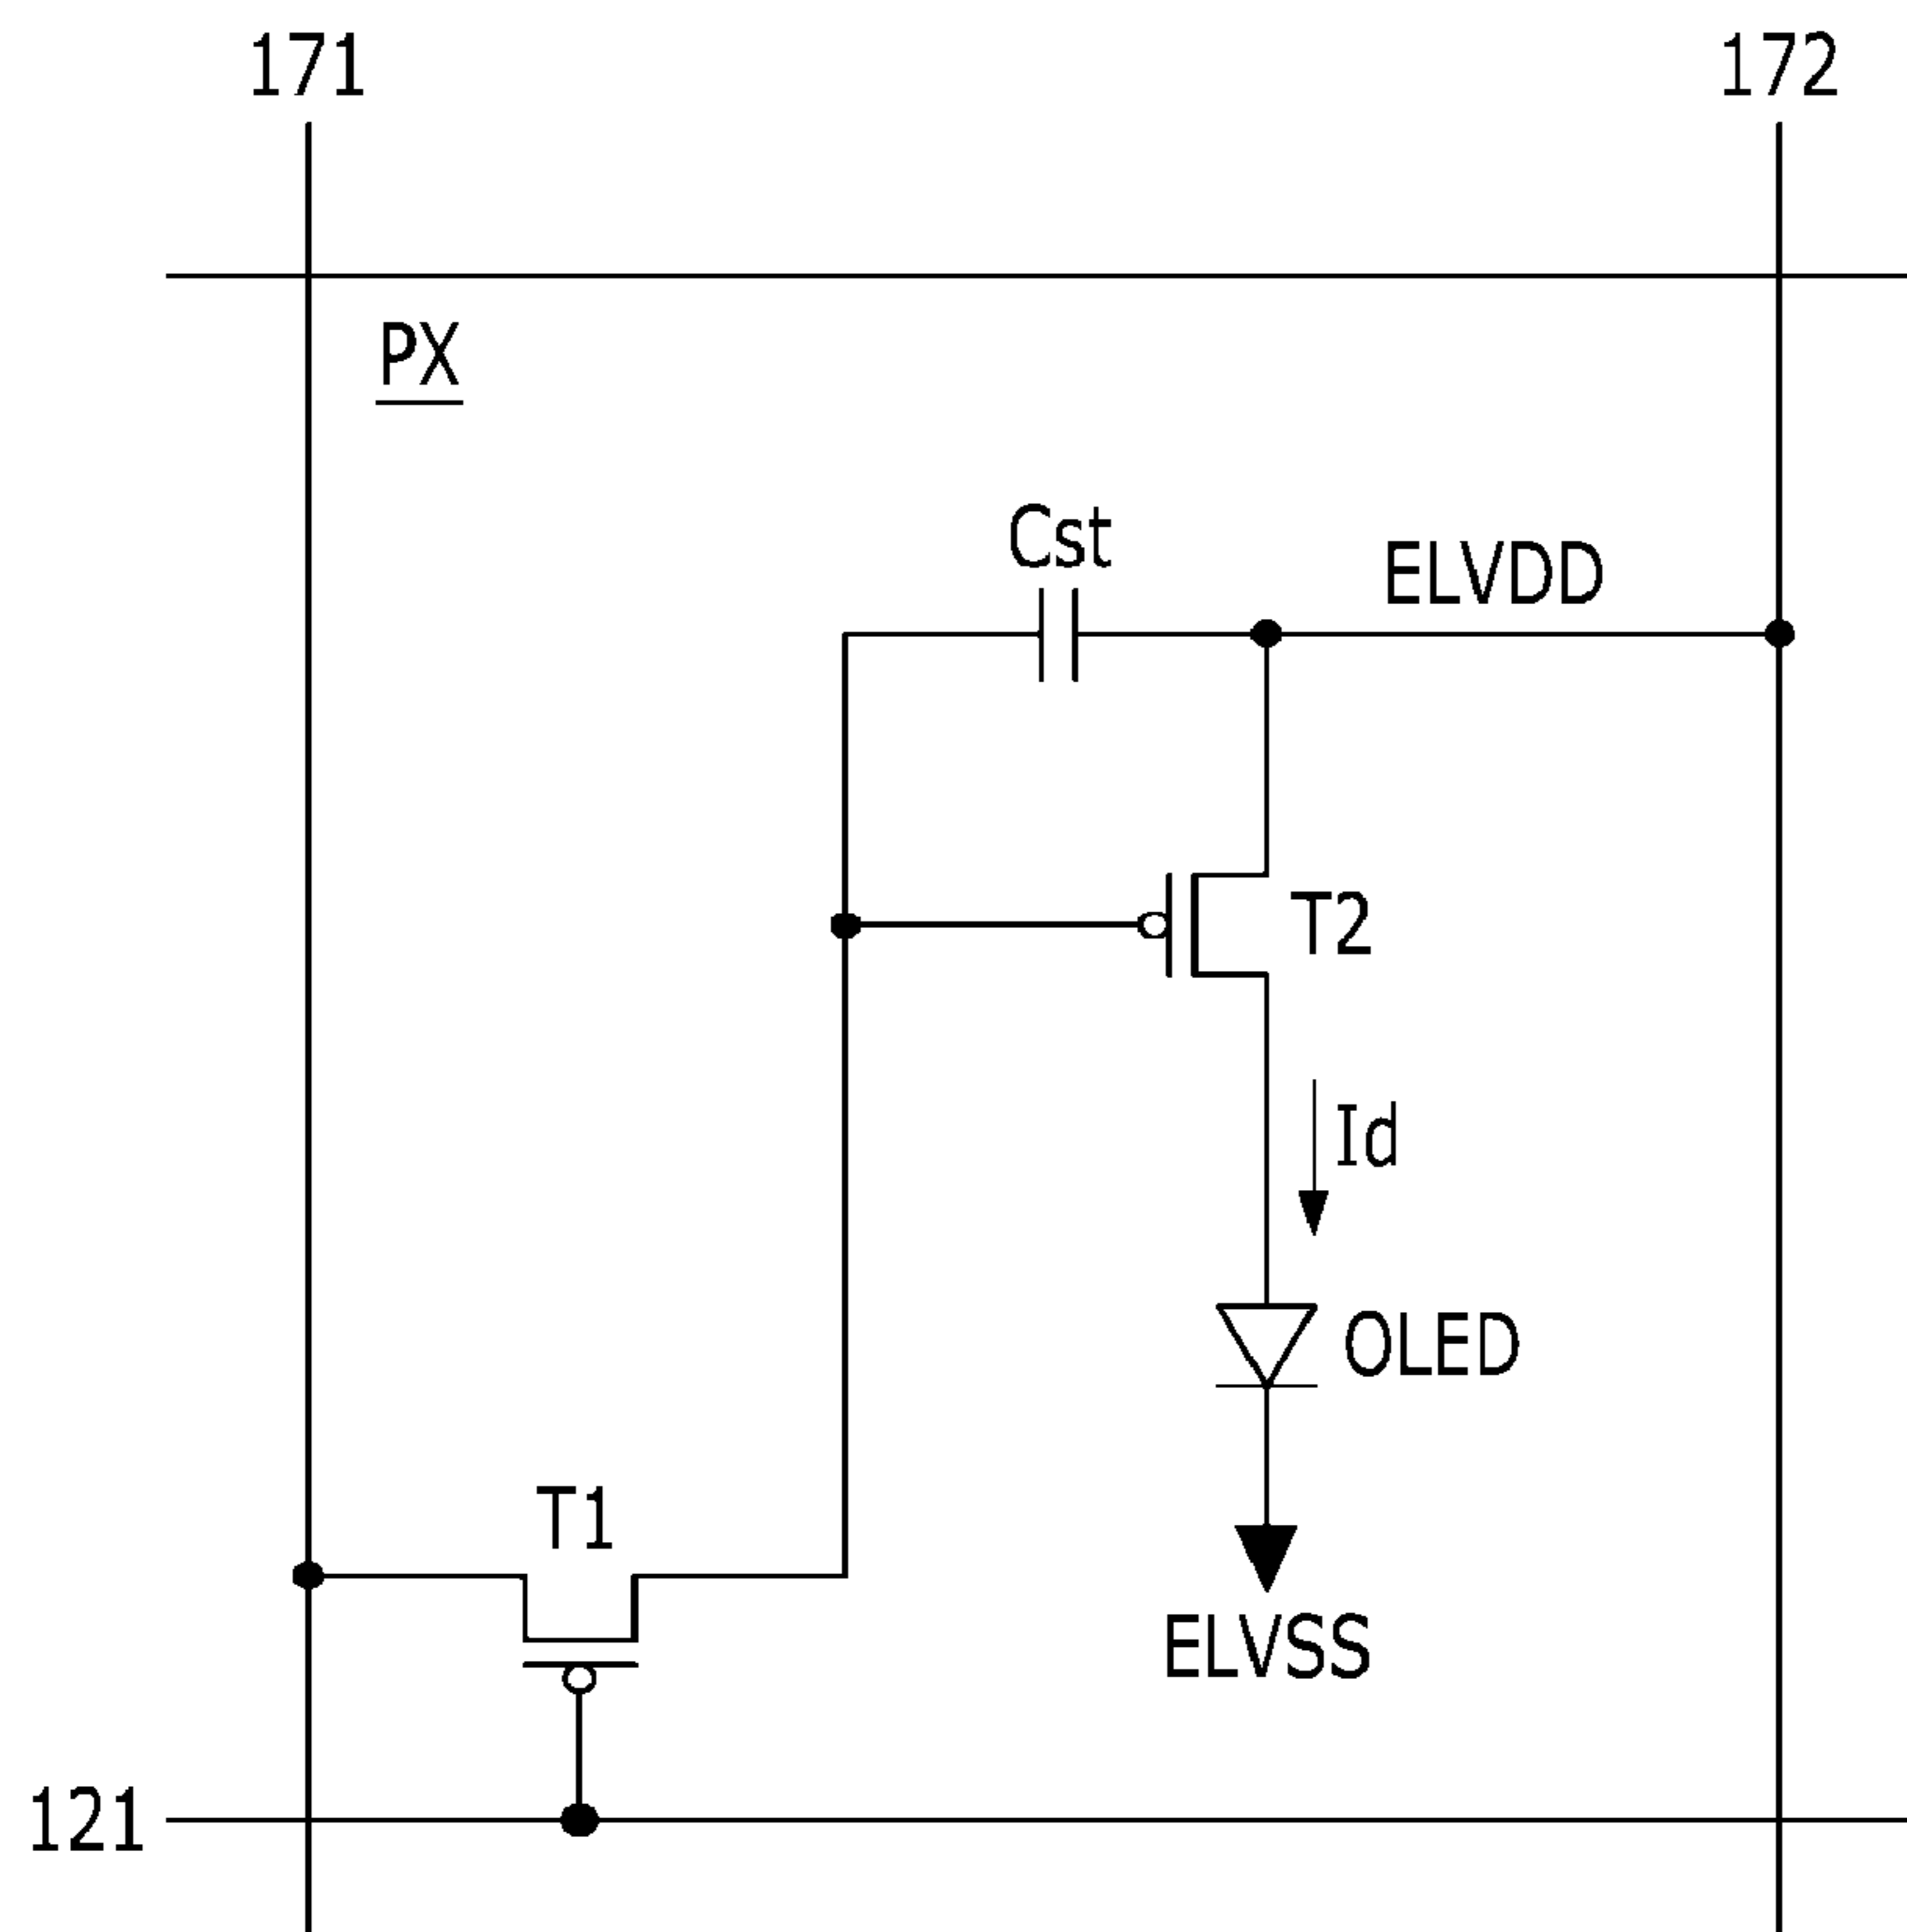 171
172
PX
Cst
ELVDD
T2
Id
OLED
T1
ELVSS
121